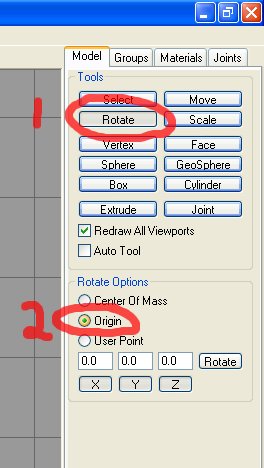 Model Groups Materials Joints
Tools
Select Move
1
Rotate Scale
Vertex Face
Sphere GeoSphere
Box Cylinder
Extrude Joint
Redraw All Viewports
Auto Tool
Rotate Options
Center Of Mass
2
Origin
User Point
0.0 0.0 0.0 Rotate
X Y Z